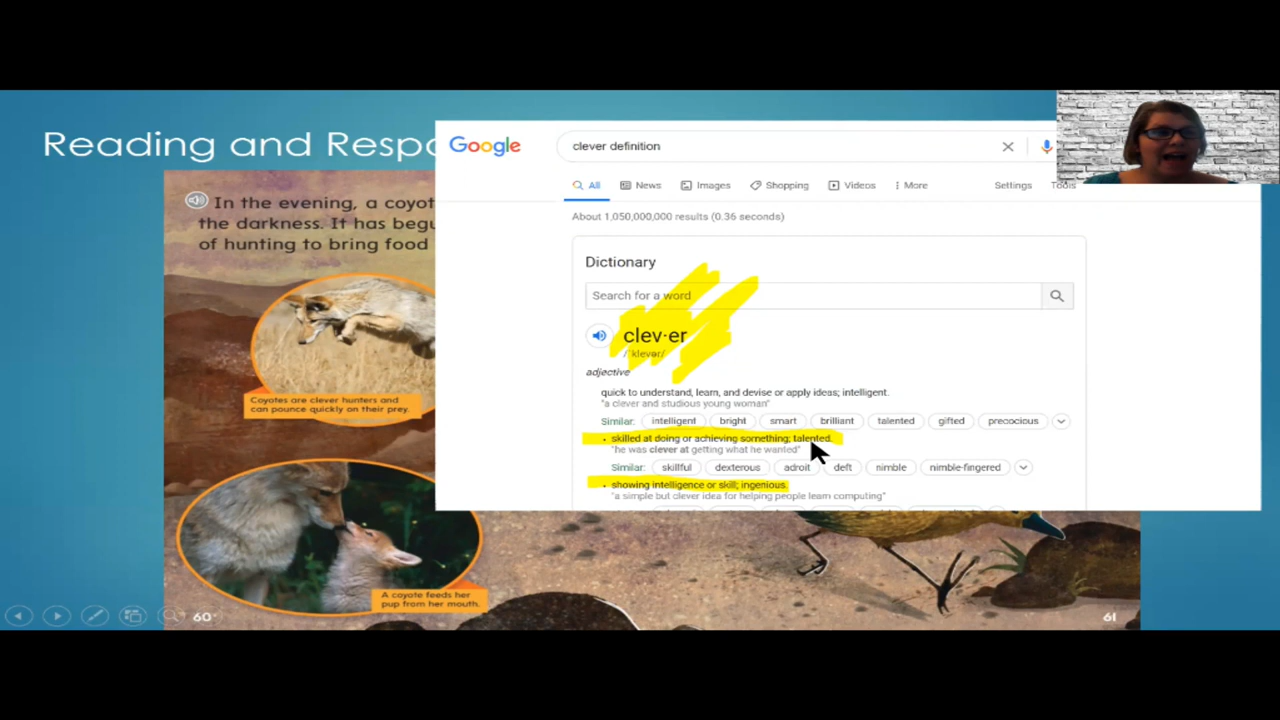 Reading and Respo
In the evening, a coyot
the darkness. It has begu
of hunting to bring food
Coyotes are clever hunters and
can pounce quickly on their prey.
A coyote feeds her
pup from her mouth.
60
61
Google
clever definition
All
News
Images
Shopping
Videos
More
Settings
Tools
About 1,050,000,000 results (0.36 seconds)
Dictionary
Search for a word
clev·er
/ˈklevər/
adjective
quick to understand, learn, and devise or apply ideas; intelligent.
"a clever and studious young woman"
Similar: intelligent bright smart brilliant talented gifted precocious
• skilled at doing or achieving something; talented.
"he was clever at getting what he wanted"
Similar: skillful dexterous adroit deft nimble nimble-fingered
• showing intelligence or skill; ingenious.
"a simple but clever idea for helping people learn computing"